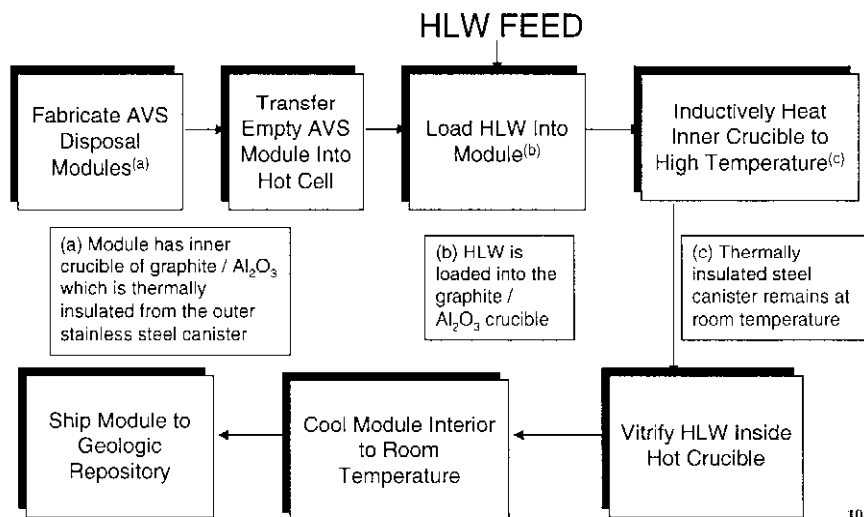 HLW FEED
Fabricate AVS
Disposal
Modules(a)
Transfer
Empty AVS
Module Into
Hot Cell
Load HLW Into
Module(b)
Inductively Heat
Inner Crucible to
High Temperature(c)
(a) Module has inner
crucible of graphite / Al₂O₃
which is thermally
insulated from the outer
stainless steel canister
(b) HLW is
loaded into the
graphite /
Al₂O₃ crucible
(c) Thermally
insulated steel
canister remains at
room temperature
Ship Module to
Geologic
Repository
Cool Module Interior
to Room
Temperature
Vitrify HLW Inside
Hot Crucible
10